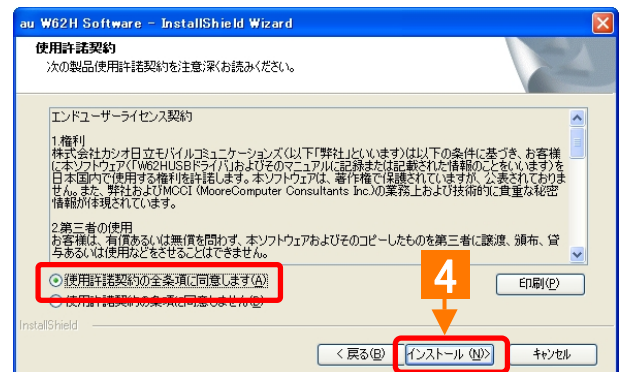 au W62H Software - InstallShield Wizard
使用許諾契約
次の製品使用許諾契約を注意深くお読みください。
エンドユーザーライセンス契約
1.権利
株式会社カシオ日立モバイルコミュニケーションズ(以下「弊社」といいます)は以下の条件に基づき、お客様
に本ソフトウェア(「W62HUSBドライバ」およびそのマニュアルに記録または記載された情報のことをいいます)を
日本国内で使用する権利を許諾します。本ソフトウェアは、著作権で保護されていますが、公表されておりま
せん。また、弊社およびMCCI (MooreComputer Consultants Inc.)の業務上および技術的に貴重な秘密
情報が体現されています。
2.第三者の使用
お客様は、有償あるいは無償を問わず、本ソフトウェアおよびそのコピーしたものを第三者に譲渡、頒布、貸
与あるいは使用などをさせることはできません。
使用許諾契約の全条項に同意します(A)
使用許諾契約の条項に同意しません(D)
印刷(P)
4
InstallShield
< 戻る(B)
インストール (N)>
キャンセル